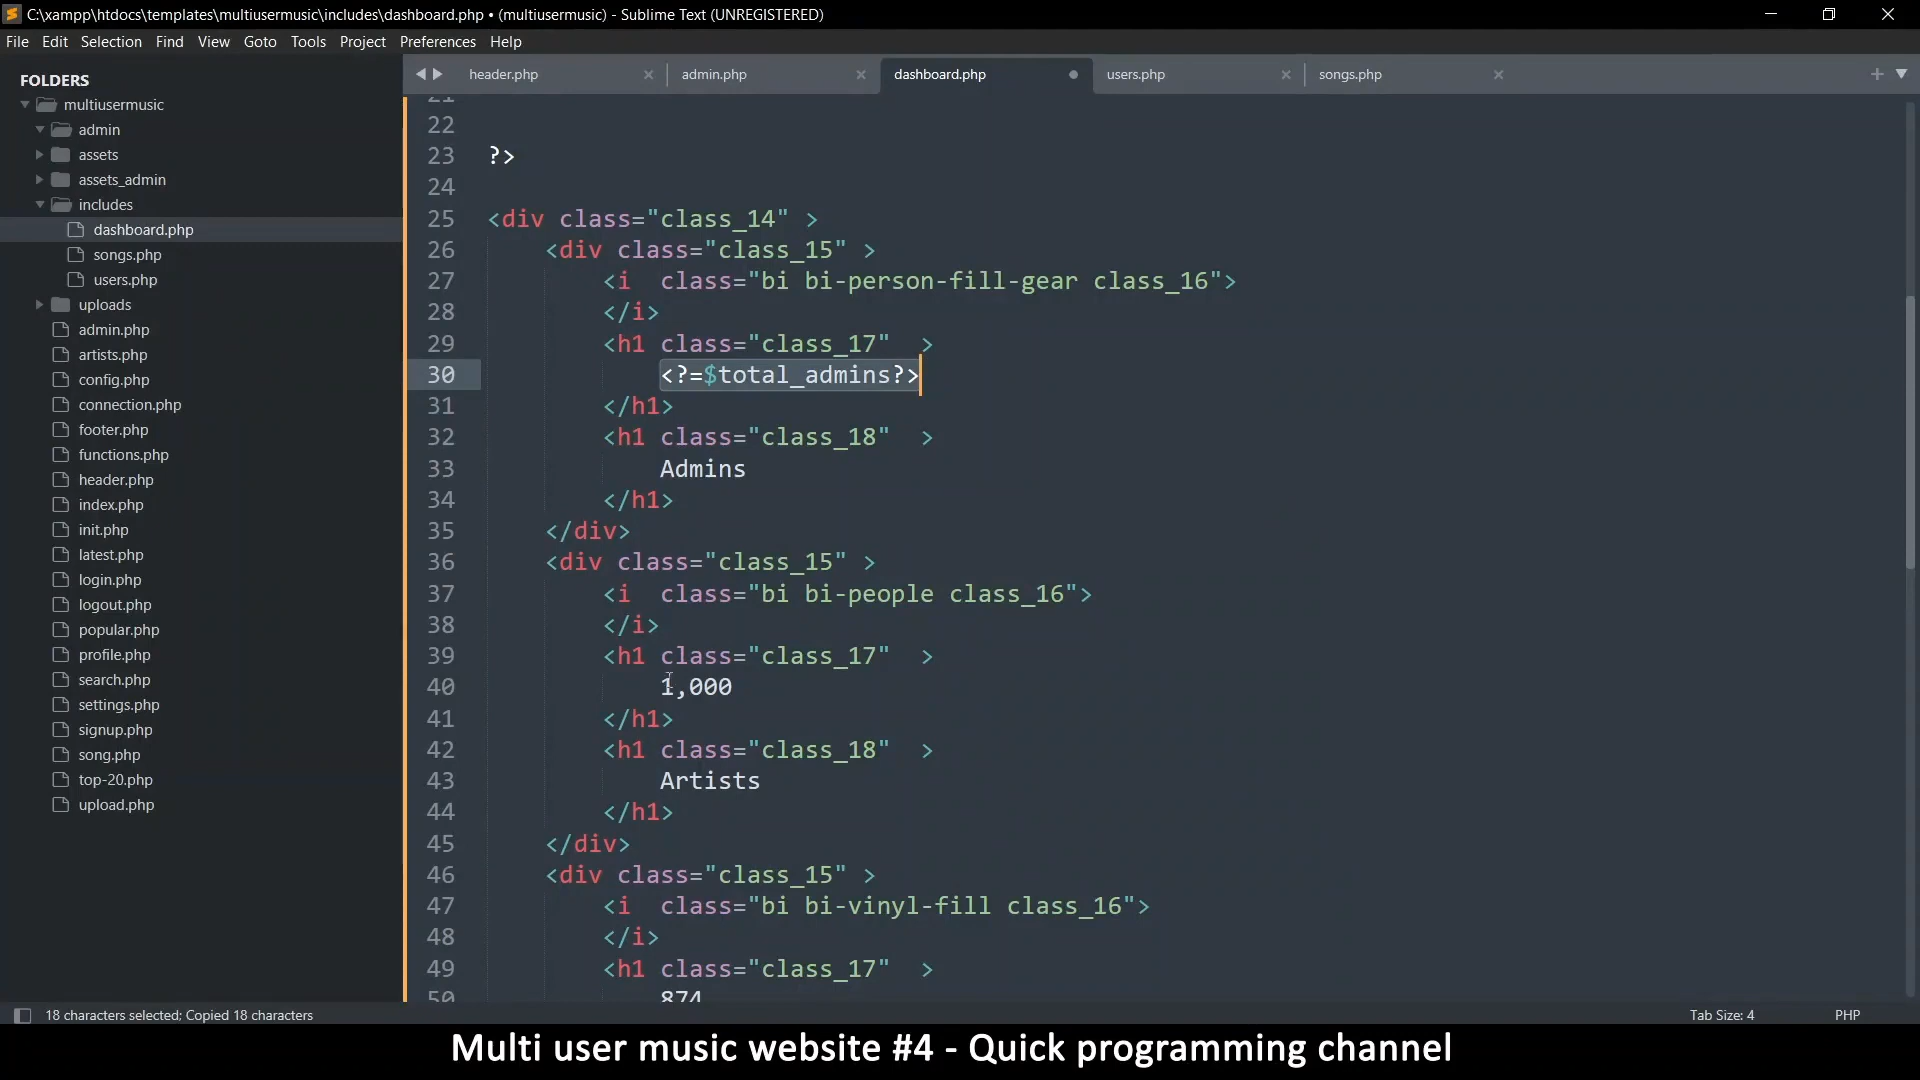 C:\xampp\htdocs\templates\multiusermusic\includes\dashboard.php • (multiusermusic) - Sublime Text (UNREGISTERED)
File Edit Selection Find View Goto Tools Project Preferences Help
FOLDERS
multiusermusic
admin
assets
assets_admin
includes
dashboard.php
songs.php
users.php
uploads
admin.php
artists.php
config.php
connection.php
footer.php
functions.php
header.php
index.php
init.php
latest.php
login.php
logout.php
popular.php
profile.php
search.php
settings.php
signup.php
song.php
top-20.php
upload.php
header.php admin.php dashboard.php users.php songs.php
21
22
23 ?>
24
25 <div class="class_14" >
26 <div class="class_15" >
27 <i  class="bi bi-person-fill-gear class_16">
28 </i>
29 <h1 class="class_17"  >
30 <?=$total_admins?>
31 </h1>
32 <h1 class="class_18"  >
33 Admins
34 </h1>
35 </div>
36 <div class="class_15" >
37 <i  class="bi bi-people class_16">
38 </i>
39 <h1 class="class_17"  >
40 1,000
41 </h1>
42 <h1 class="class_18"  >
43 Artists
44 </h1>
45 </div>
46 <div class="class_15" >
47 <i  class="bi bi-vinyl-fill class_16">
48 </i>
49 <h1 class="class_17"  >
50 874
18 characters selected; Copied 18 characters Tab Size: 4 PHP
Multi user music website #4 - Quick programming channel